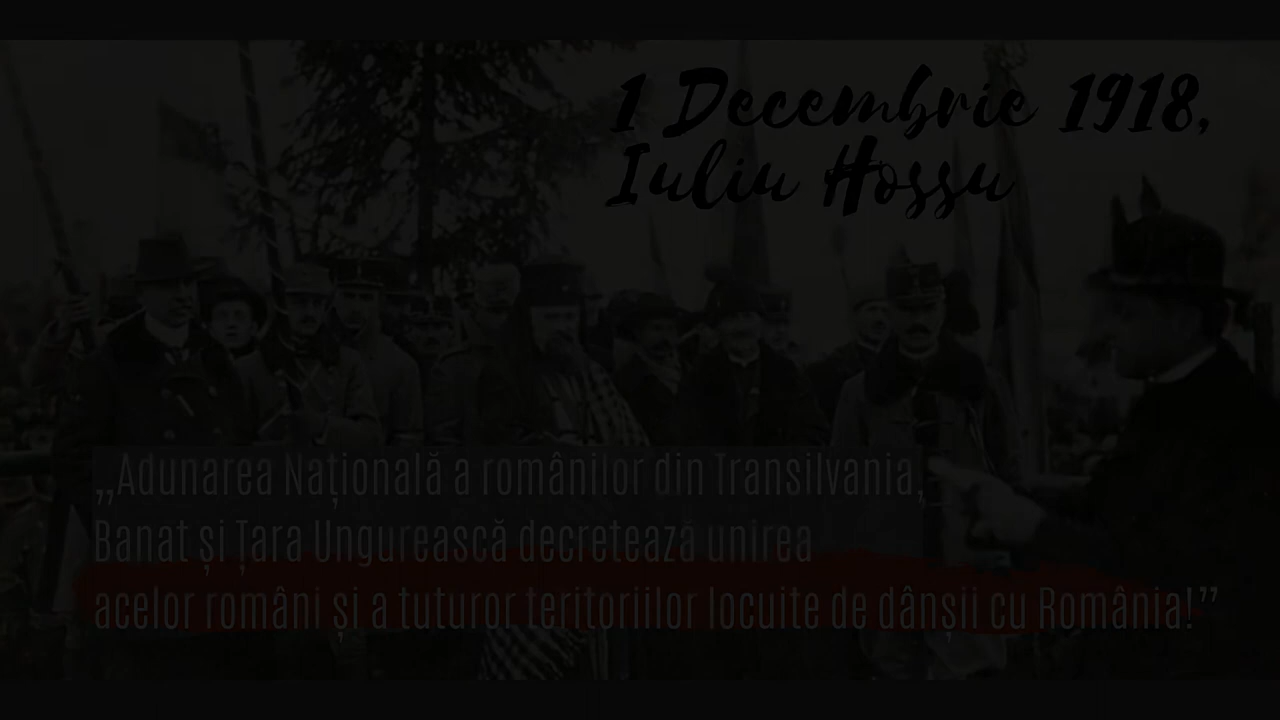 1 Decembrie 1918,
Iuliu Hossu
„Adunarea Națională a românilor din Transilvania,
Banat și Țara Ungurească decretează unirea
acelor români și a tuturor teritoriilor locuite de dânșii cu România!”